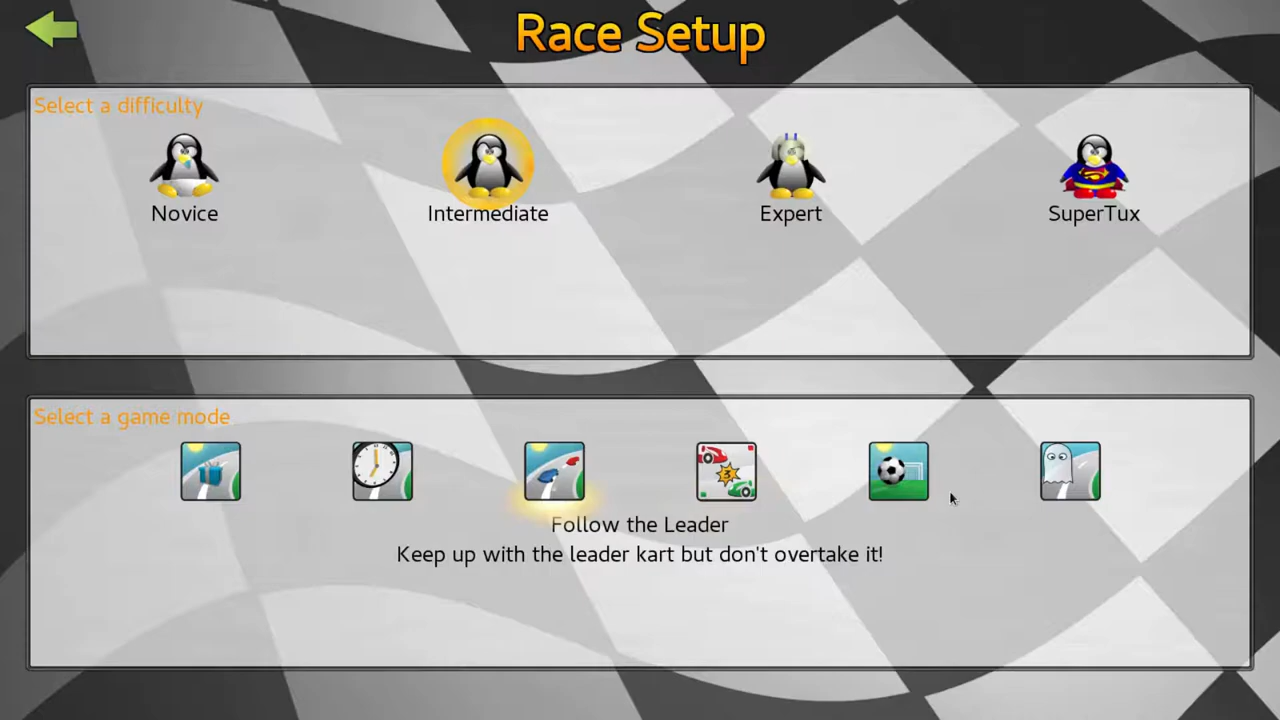 Race Setup
Select a difficulty
Novice
Intermediate
Expert
SuperTux
Select a game mode
3
Follow the Leader
Keep up with the leader kart but don't overtake it!